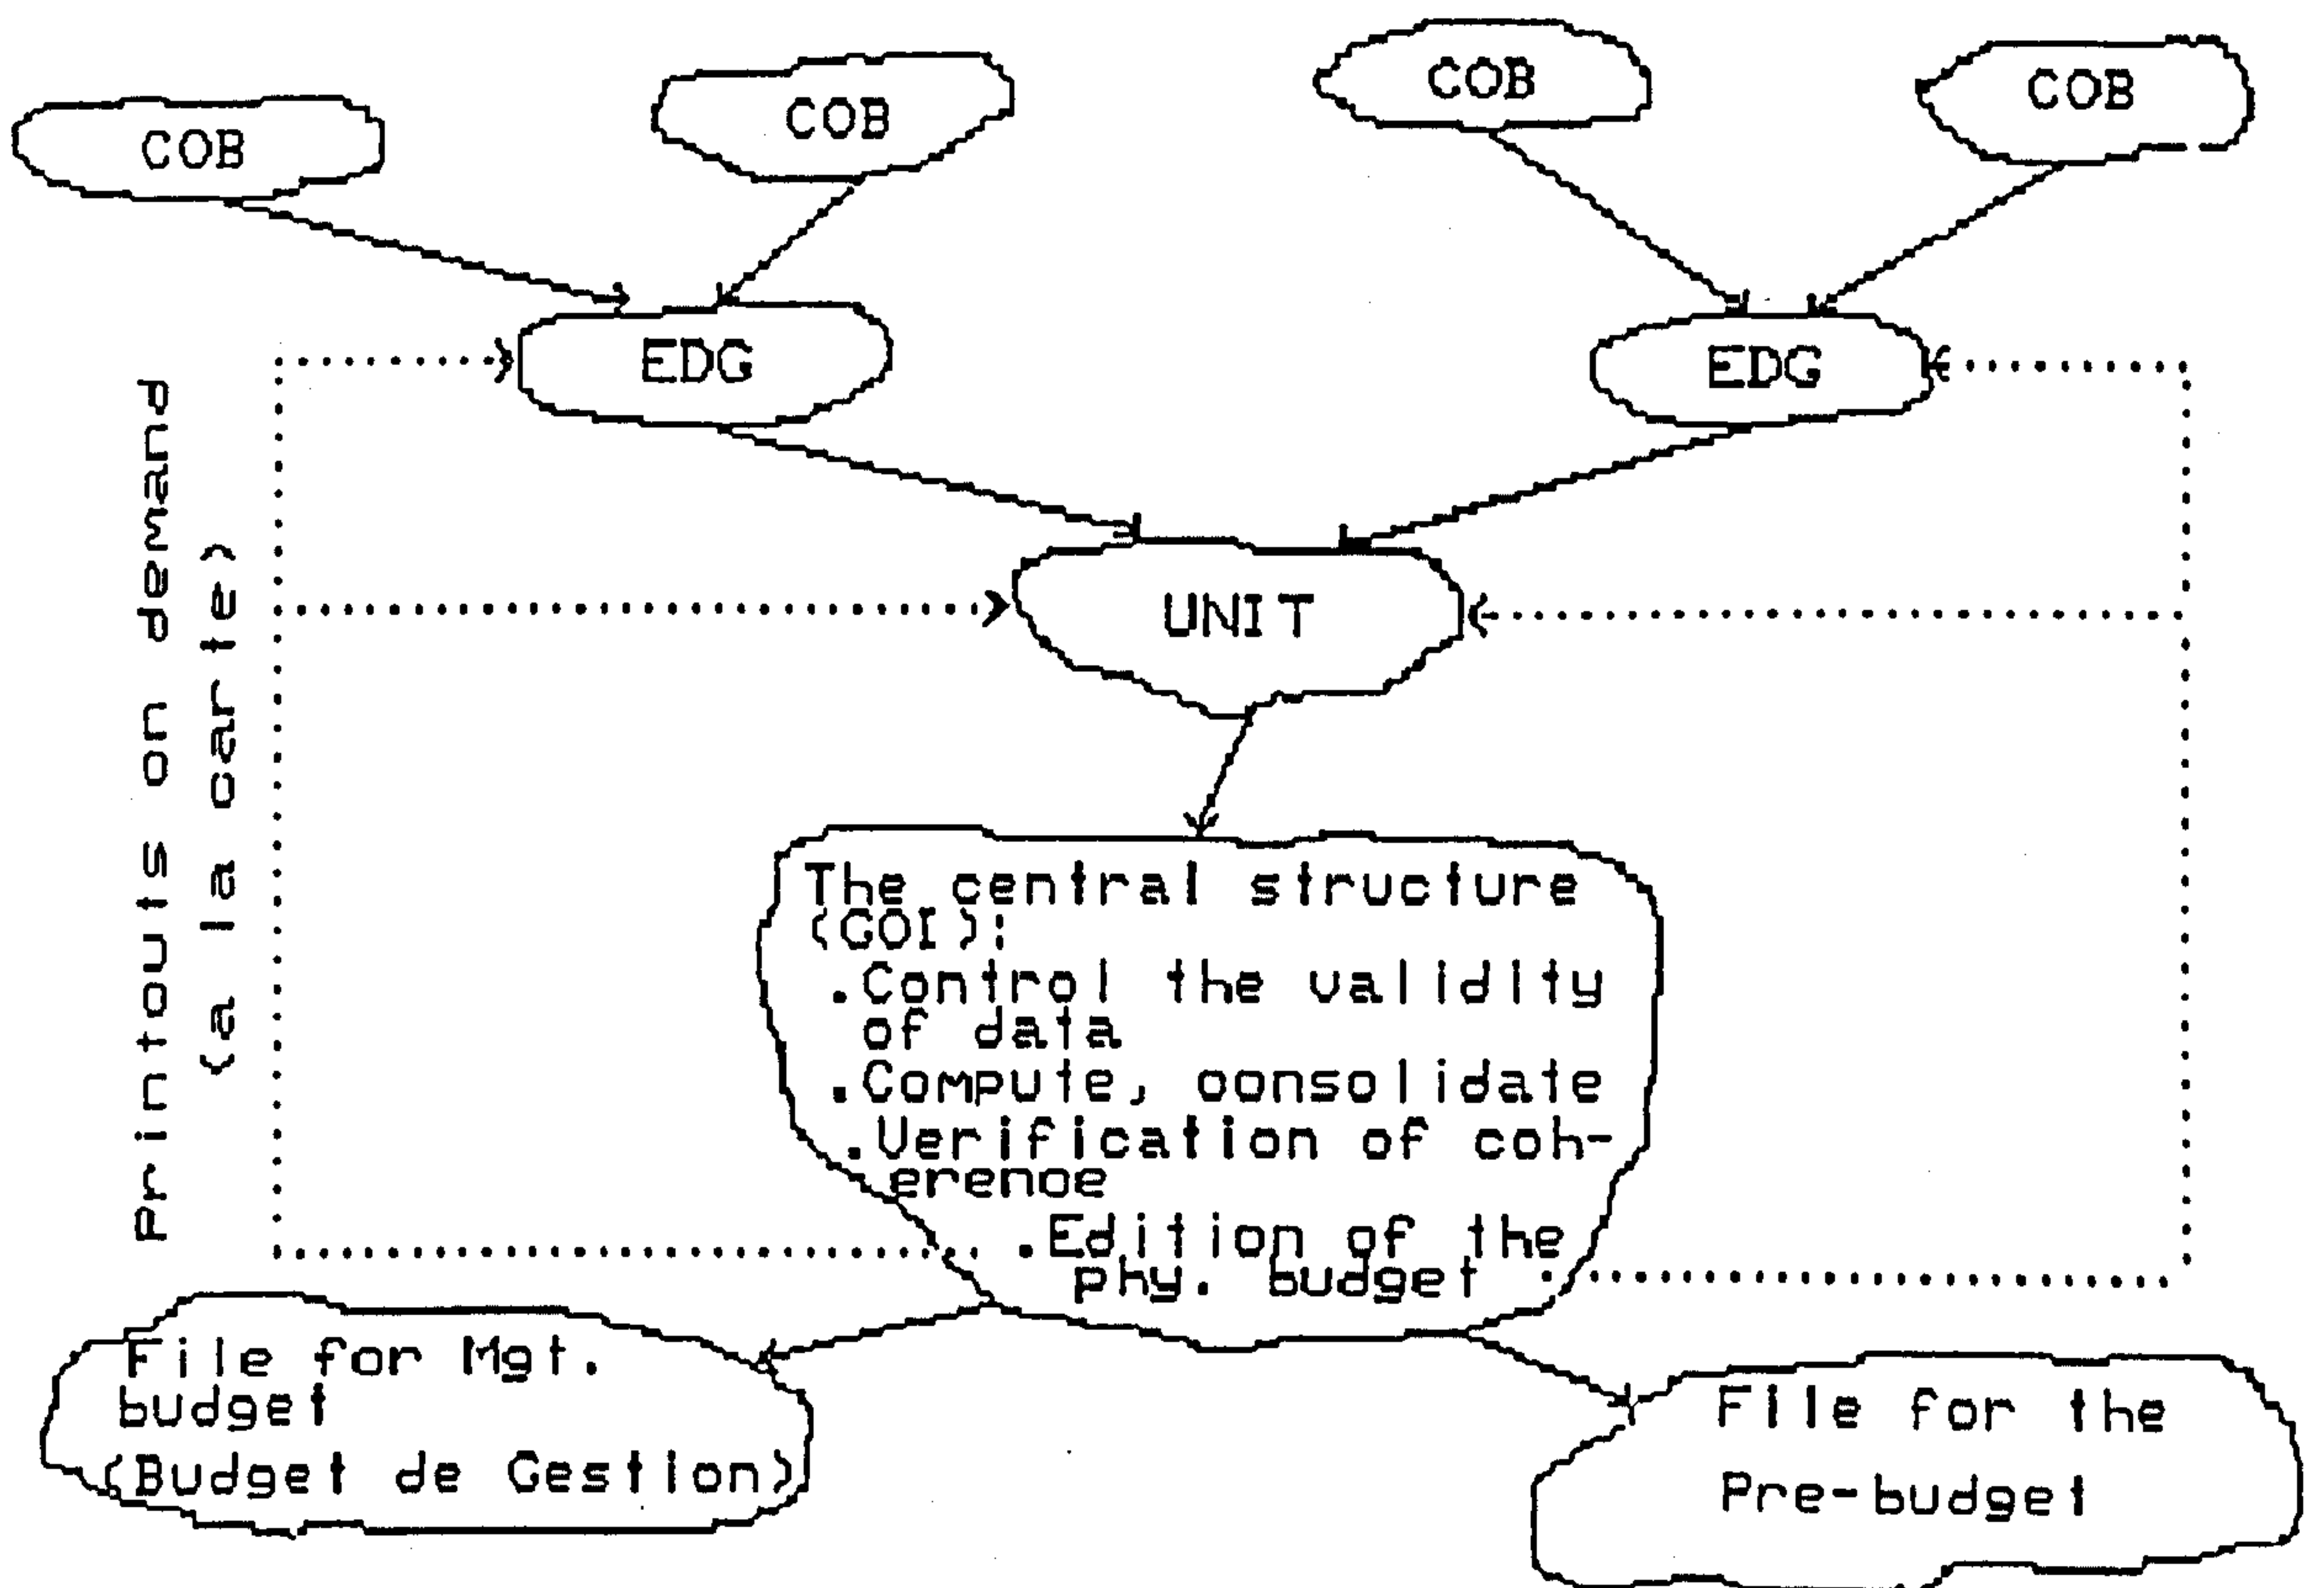 COB
COB
COB
COB
EDG
EDG
Printouts on demand
(a la carte)
UNIT
The central structure
(GOI):
.Control the validity
of data
.Compute, consolidate
.Verification of coh-
erence
.Edition of the
phy. budget
File for Mgt.
budget
(Budget de Gestion)
File for the
Pre-budget